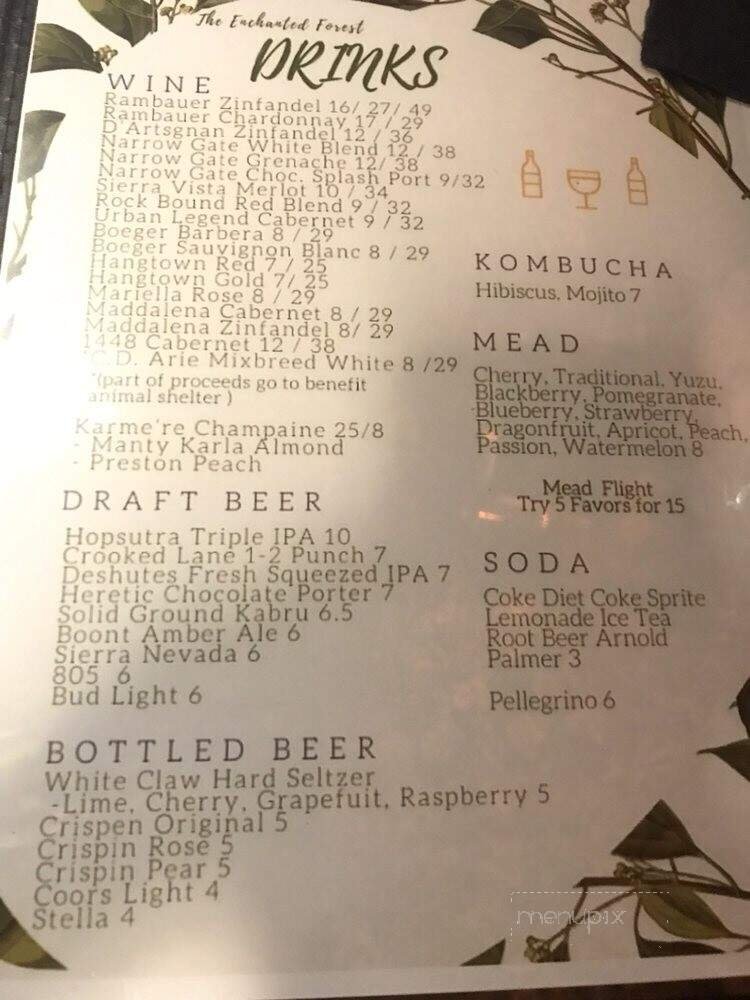 The Enchanted Forest
DRINKS
WINE
Rambauer Zinfandel 16/ 27/ 49
Rambauer Chardonnay 17 / 29
D'Artsgnan Zinfandel 12 / 36
Narrow Gate White Blend 12 / 38
Narrow Gate Grenache 12/ 38
Narrow Gate Choc. Splash Port 9/32
Sierra Vista Merlot 10 / 34
Rock Bound Red Blend 9 / 32
Urban Legend Cabernet 9 / 32
Boeger Barbera 8 / 29
Boeger Sauvignon Blanc 8 / 29
Hangtown Red 7 / 25
Hangtown Gold 7/ 25
Mariella Rose 8 / 29
Maddalena Cabernet 8 / 29
Maddalena Zinfandel 8/ 29
1448 Cabernet 12 / 38
*C.D. Arie Mixbreed White 8 /29
*(part of proceeds go to benefit
animal shelter )
Karme're Champaine 25/8
- Manty Karla Almond
- Preston Peach
DRAFT BEER
Hopsutra Triple IPA 10
Crooked Lane 1-2 Punch 7
Deshutes Fresh Squeezed IPA 7
Heretic Chocolate Porter 7
Solid Ground Kabru 6.5
Boont Amber Ale 6
Sierra Nevada 6
805 6
Bud Light 6
BOTTLED BEER
White Claw Hard Seltzer
-Lime, Cherry, Grapefuit, Raspberry 5
Crispen Original 5
Crispin Rose 5
Crispin Pear 5
Coors Light 4
Stella 4
KOMBUCHA
Hibiscus, Mojito 7
MEAD
Cherry, Traditional, Yuzu,
Blackberry, Pomegranate,
Blueberry, Strawberry,
Dragonfruit, Apricot, Peach,
Passion, Watermelon 8
Mead Flight
Try 5 Favors for 15
SODA
Coke Diet Coke Sprite
Lemonade Ice Tea
Root Beer Arnold
Palmer 3
Pellegrino 6
menupix